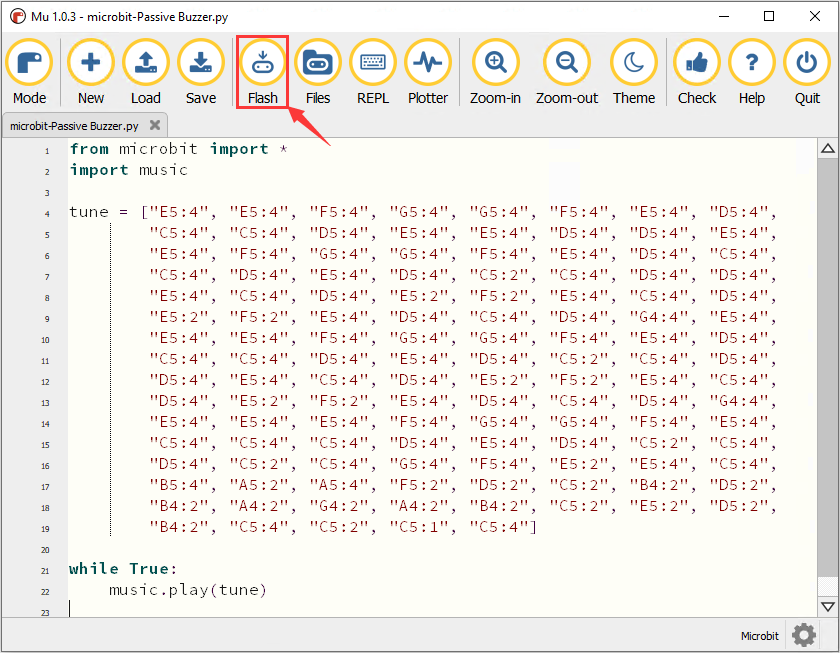 Mu 1.0.3 - microbit-Passive Buzzer.py
Mode New Load Save Flash Files REPL Plotter Zoom-in Zoom-out Theme Check Help Quit
microbit-Passive Buzzer.py
1 from microbit import *
2 import music
3
4 tune = ["E5:4", "E5:4", "F5:4", "G5:4", "G5:4", "F5:4", "E5:4", "D5:4",
5 "C5:4", "C5:4", "D5:4", "E5:4", "E5:4", "D5:4", "D5:4", "E5:4",
6 "E5:4", "F5:4", "G5:4", "G5:4", "F5:4", "E5:4", "D5:4", "C5:4",
7 "C5:4", "D5:4", "E5:4", "D5:4", "C5:2", "C5:4", "D5:4", "D5:4",
8 "E5:4", "C5:4", "D5:4", "E5:2", "F5:2", "E5:4", "C5:4", "D5:4",
9 "E5:2", "F5:2", "E5:4", "D5:4", "C5:4", "D5:4", "G4:4", "E5:4",
10 "E5:4", "E5:4", "F5:4", "G5:4", "G5:4", "F5:4", "E5:4", "D5:4",
11 "C5:4", "C5:4", "D5:4", "E5:4", "D5:4", "C5:2", "C5:4", "D5:4",
12 "D5:4", "E5:4", "C5:4", "D5:4", "E5:2", "F5:2", "E5:4", "C5:4",
13 "D5:4", "E5:2", "F5:2", "E5:4", "D5:4", "C5:4", "D5:4", "G4:4",
14 "E5:4", "E5:4", "E5:4", "F5:4", "G5:4", "G5:4", "F5:4", "E5:4",
15 "C5:4", "C5:4", "C5:4", "D5:4", "E5:4", "D5:4", "C5:2", "C5:4",
16 "D5:4", "C5:2", "C5:4", "G5:4", "F5:4", "E5:2", "E5:4", "C5:4",
17 "B5:4", "A5:2", "A5:4", "F5:2", "D5:2", "C5:2", "B4:2", "D5:2",
18 "B4:2", "A4:2", "G4:2", "A4:2", "B4:2", "C5:2", "E5:2", "D5:2",
19 "B4:2", "C5:4", "C5:2", "C5:1", "C5:4"]
20
21 while True:
22 music.play(tune)
23
Microbit